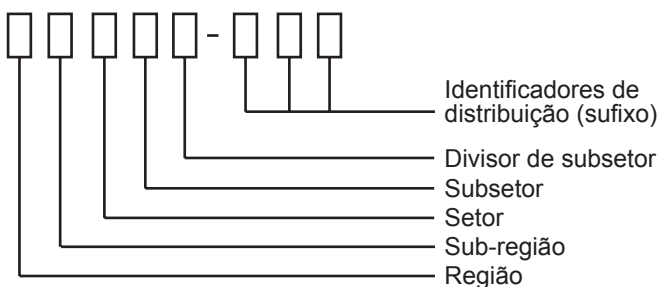 Identificadores de
distribuição (sufixo)
Divisor de subsetor
Subsetor
Setor
Sub-região
Região